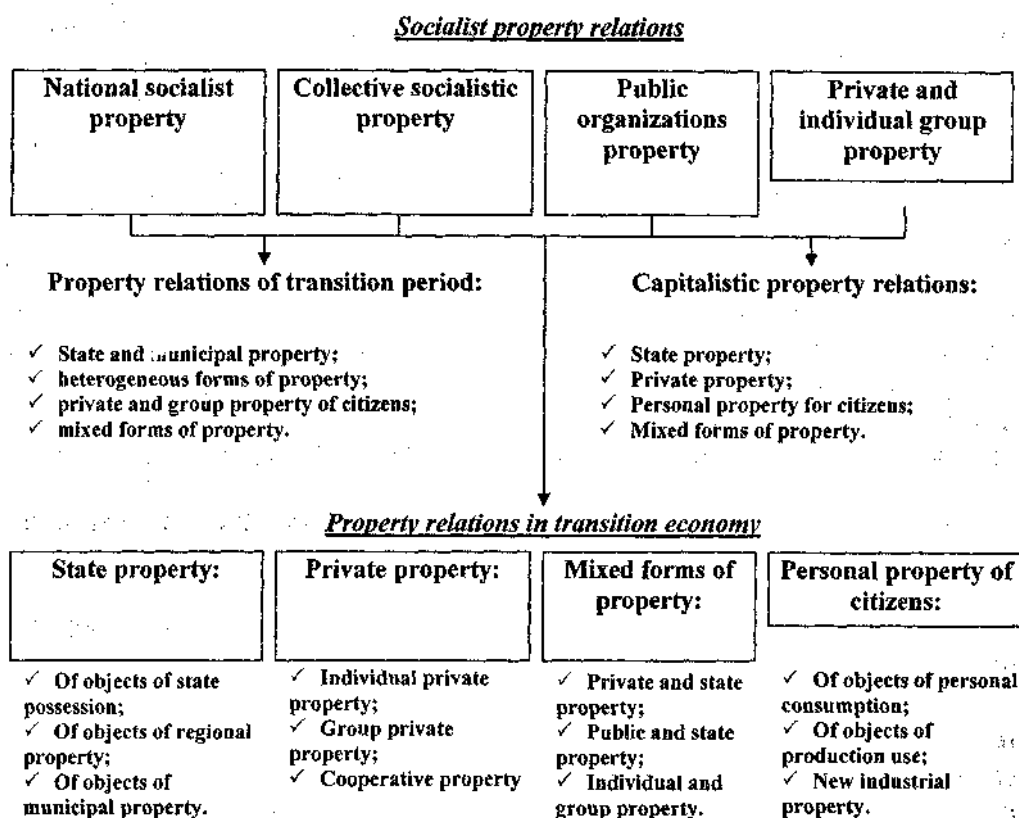 Socialist property relations
National socialist
property
Collective socialistic
property
Public
organizations
property
Private and
individual group
property
Property relations of transition period:
✓ State and municipal property;
✓ heterogeneous forms of property;
✓ private and group property of citizens;
✓ mixed forms of property.
Capitalistic property relations:
✓ State property;
✓ Private property;
✓ Personal property for citizens;
✓ Mixed forms of property.
Property relations in transition economy
State property:
✓ Of objects of state
possession;
✓ Of objects of regional
property;
✓ Of objects of
municipal property.
Private property:
✓ Individual private
property;
✓ Group private
property;
✓ Cooperative property
Mixed forms of
property:
✓ Private and state
property;
✓ Public and state
property;
✓ Individual and
group property.
Personal property of
citizens:
✓ Of objects of personal
consumption;
✓ Of objects of
production use;
✓ New industrial
property.